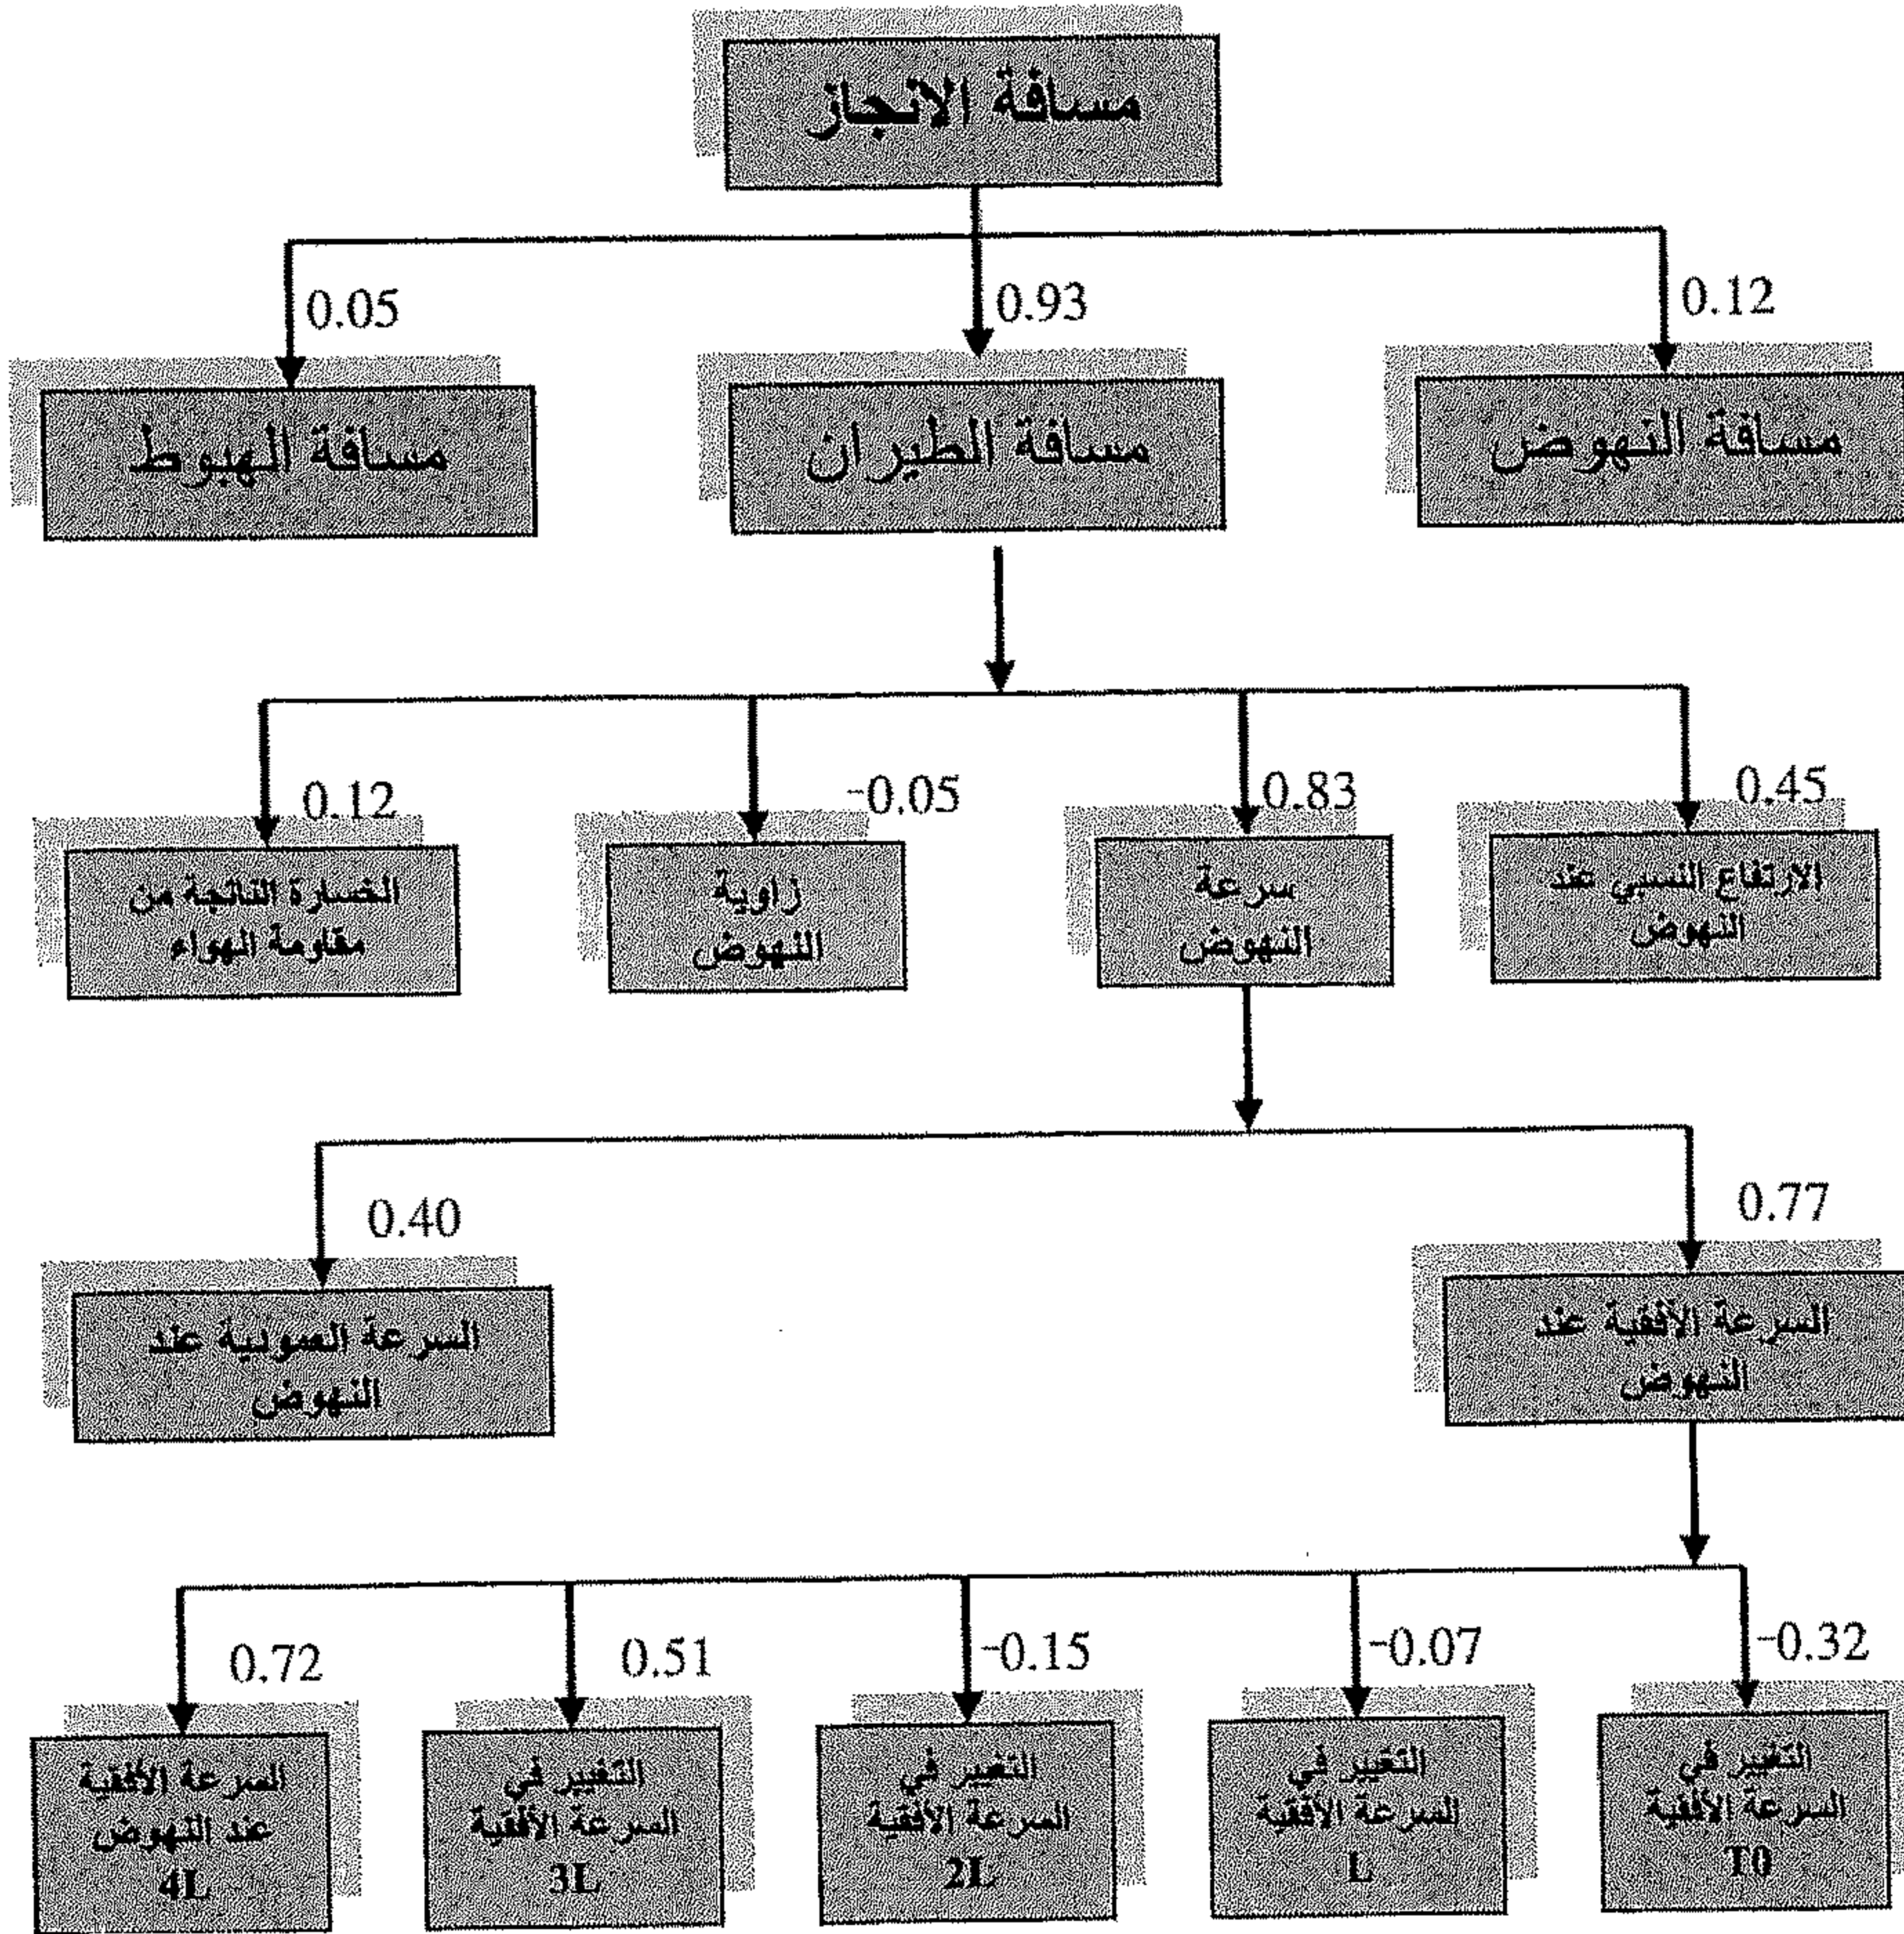 مسافة الانجاز
0.12
0.93
0.05
مسافة النهوض
مسافة الطيران
مسافة الهبوط
0.45
0.83
-0.05
0.12
الارتفاع النسبي عند
النهوض
سرعة
النهوض
زاوية
النهوض
الخسارة الناتجة من
مقاومة الهواء
0.77
0.40
السرعة الأفقية عند
النهوض
السرعة العمودية عند
النهوض
-0.32
-0.07
-0.15
0.51
0.72
التغيير في
السرعة الأفقية
T0
التغيير في
السرعة الأفقية
L
التغيير في
السرعة الأفقية
2L
التغيير في
السرعة الأفقية
3L
السرعة الأفقية
عند النهوض
4L